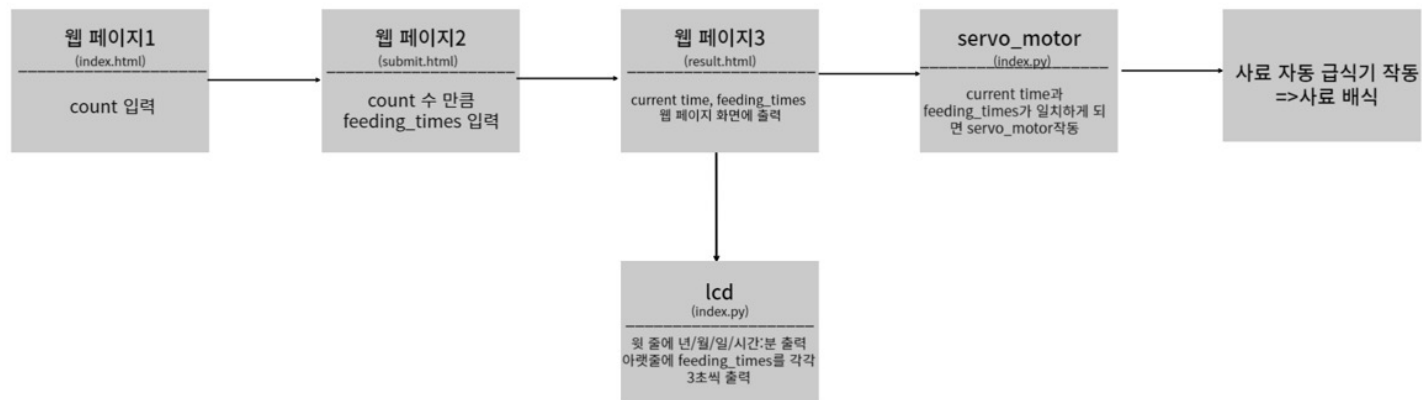 웹 페이지1
(index.html)
count 입력
웹 페이지2
(submit.html)
count 수 만큼
feeding_times 입력
웹 페이지3
(result.html)
current time, feeding_times
웹 페이지 화면에 출력
servo_motor
(index.py)
current time과
feeding_times가 일치하게 되
면 servo_motor작동
사료 자동 급식기 작동
=>사료 배식
lcd
(index.py)
윗 줄에 년/월/일/시간:분 출력
아랫줄에 feeding_times를 각각
3초씩 출력